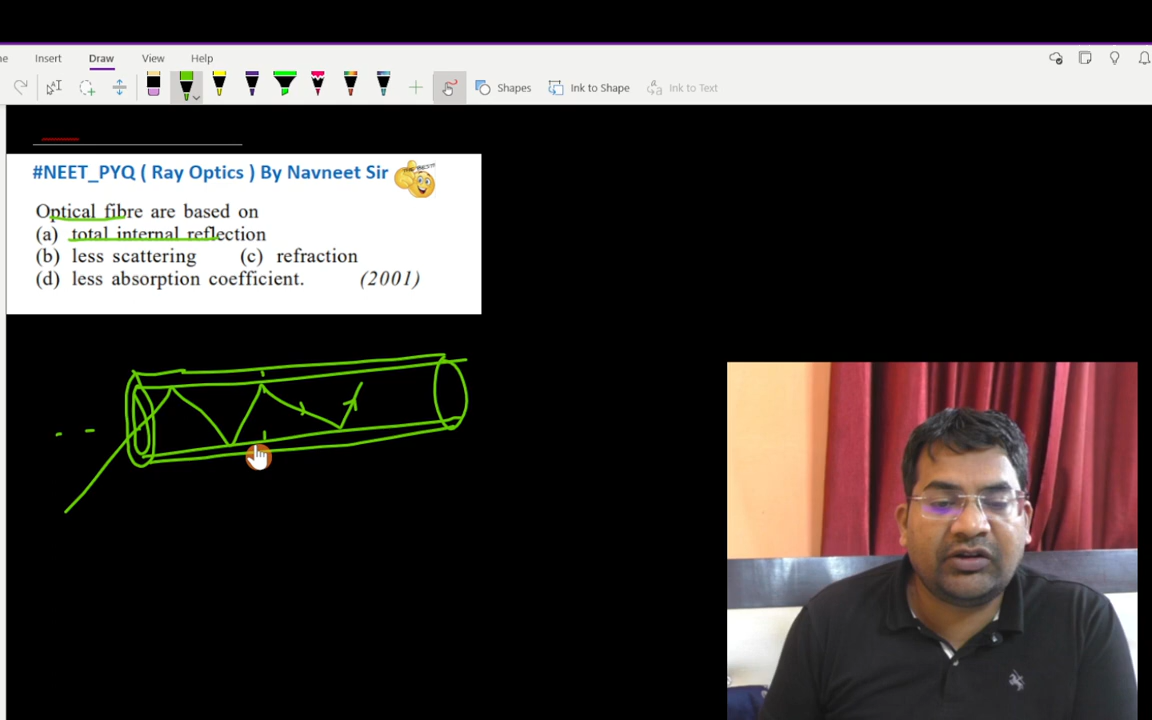 Insert Draw View Help
Shapes Ink to Shape Ink to Text
#NEET_PYQ ( Ray Optics ) By Navneet Sir
Optical fibre are based on
(a) total internal reflection
(b) less scattering (c) refraction
(d) less absorption coefficient. (2001)